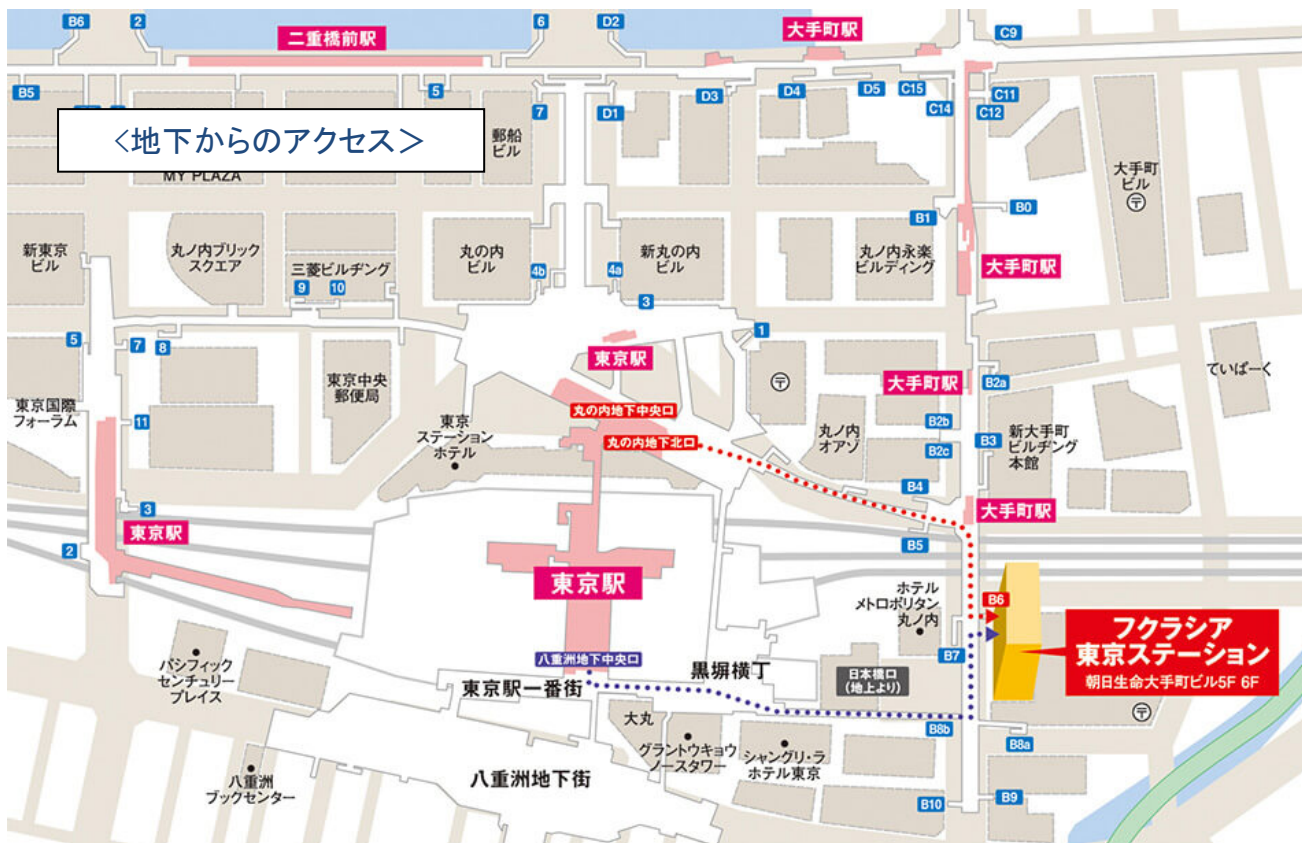 B6
2
6
D2
C9
二重橋前駅
大手町駅
B5
5
7
D1
D3
D4
D5
C15
C14
C11
C12
<地下からのアクセス>
郵船
ビル
MY PLAZA
大手町
ビル
〒
B1
B0
新東京
ビル
丸ノ内ブリック
スクエア
三菱ビルヂング
9
10
丸の内
ビル
4b
4a
新丸の内
ビル
3
丸ノ内永楽
ビルディング
大手町駅
5
7
8
1
東京駅
〒
東京国際
フォーラム
11
東京中央
郵便局
東京
ステーション
ホテル
丸の内地下中央口
丸の内地下北口
丸ノ内
オアゾ
大手町駅
B2a
B2b
B2c
B3
新大手町
ビルヂング
本館
ていぱーく
3
2
東京駅
B4
B5
大手町駅
東京駅
ホテル
メトロポリタン
丸ノ内
B6
B7
フクラシア
東京ステーション
朝日生命大手町ビル5F 6F
パシフィック
センチュリー
プレイス
八重洲地下中央口
東京駅一番街
黒塀横丁
日本橋口
(地上より)
〒
大丸
グラントウキョウ
ノースタワー
シャングリ・ラ
ホテル東京
B8b
B8a
八重洲
ブックセンター
八重洲地下街
B10
B9